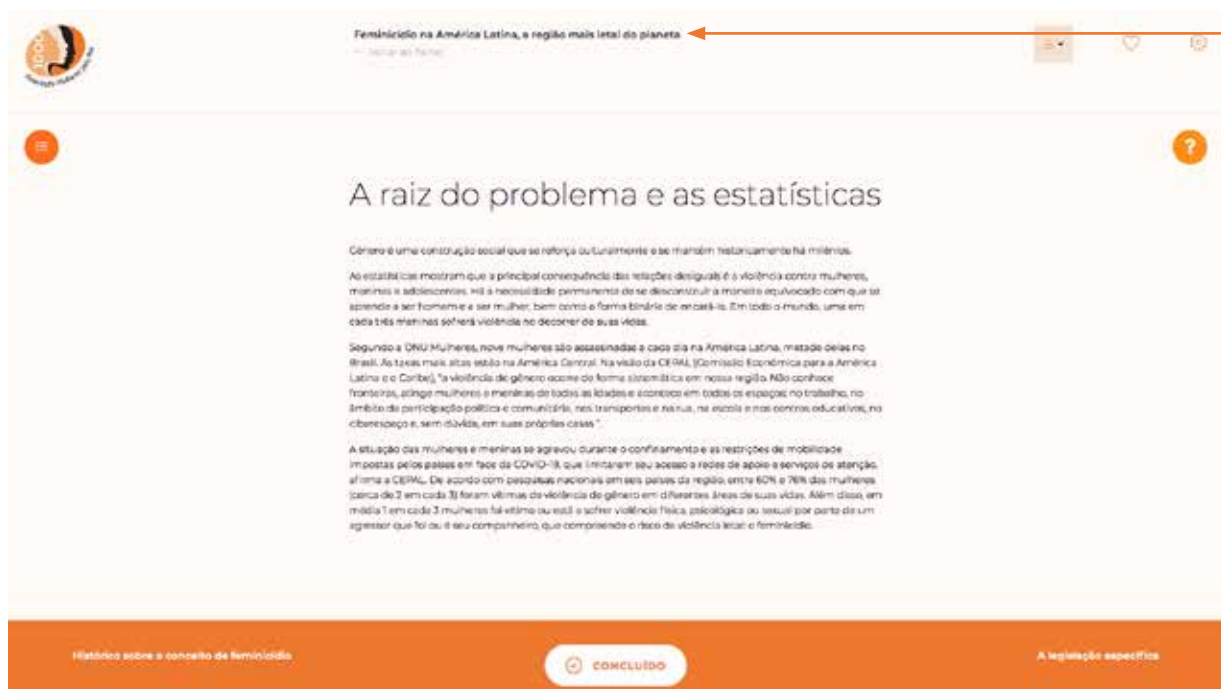 Feminicídio na América Latina, a região mais letal do planeta
?
A raiz do problema e as estatísticas
Gênero é uma construção social que se reforça culturalmente e se mantém historicamente há milênios.
As estatísticas mostram que a principal consequência das relações desiguais é a violência contra mulheres,
meninas e adolescentes. Há a necessidade permanente de se desconstruir a maneira equivocada com que se
aprende a ser homem e a ser mulher, bem como a forma binária de encará-la. Em todo o mundo, uma em
cada três meninas sofrerá violência no decorrer de suas vidas.
Segundo a ONU Mulheres, nove mulheres são assassinadas a cada dia na América Latina, metade delas no
Brasil. As taxas mais altas estão na América Central. Na visão da CEPAL (Comissão Econômica para a América
Latina e o Caribe), "a violência de gênero ocorre de forma sistemática em nossa região. Não conhece
fronteiras, atinge mulheres e meninas de todas as idades e acontece em todos os espaços: no trabalho, no
âmbito da participação política e comunitária, nos transportes e na rua, na escola e nos centros educativos, no
ciberespaço e, sem dúvida, em suas próprias casas".
A situação das mulheres e meninas se agravou durante o confinamento e as restrições de mobilidade
impostas pelos países em face da COVID-19, que limitaram seu acesso a redes de apoio e serviços de atenção,
afirma a CEPAL. De acordo com pesquisas nacionais em seis países da região, entre 60% e 76% das mulheres
(cerca de 2 em cada 3) foram vítimas de violência de gênero em diferentes áreas de suas vidas. Além disso, em
média 1 em cada 3 mulheres foi vítima ou está a sofrer violência física, psicológica ou sexual por parte de um
agressor que foi ou é seu companheiro, que compreende o risco de violência letal: o feminicídio.
Histórico sobre o conceito de feminicídio
CONCLUÍDO
A legislação específica